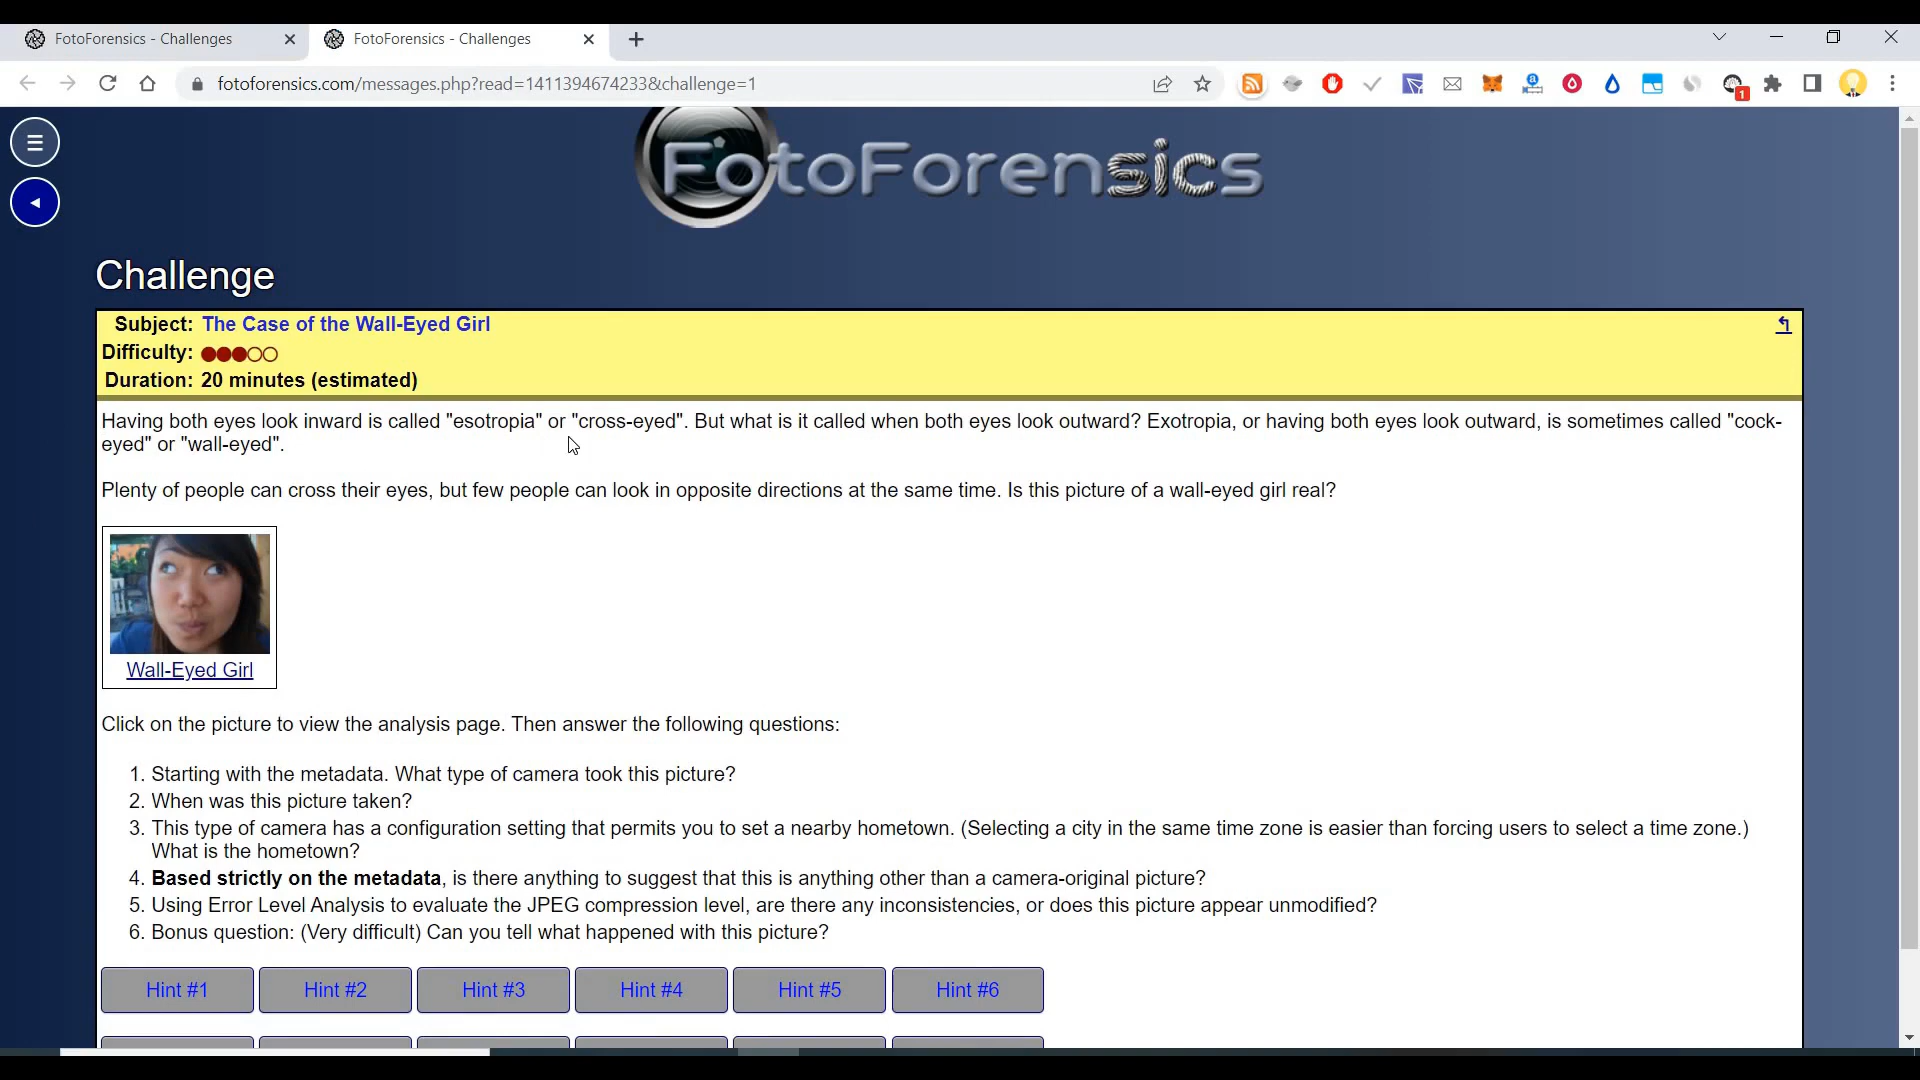 FotoForensics - Challenges
FotoForensics - Challenges
fotoforensics.com/messages.php?read=1411394674233&challenge=1
1
FotoForensics
Challenge
Subject: The Case of the Wall-Eyed Girl
Difficulty:
Duration: 20 minutes (estimated)
Having both eyes look inward is called "esotropia" or "cross-eyed". But what is it called when both eyes look outward? Exotropia, or having both eyes look outward, is sometimes called "cock-
eyed" or "wall-eyed".
Plenty of people can cross their eyes, but few people can look in opposite directions at the same time. Is this picture of a wall-eyed girl real?
Wall-Eyed Girl
Click on the picture to view the analysis page. Then answer the following questions:
1. Starting with the metadata. What type of camera took this picture?
2. When was this picture taken?
3. This type of camera has a configuration setting that permits you to set a nearby hometown. (Selecting a city in the same time zone is easier than forcing users to select a time zone.)
What is the hometown?
4. Based strictly on the metadata, is there anything to suggest that this is anything other than a camera-original picture?
5. Using Error Level Analysis to evaluate the JPEG compression level, are there any inconsistencies, or does this picture appear unmodified?
6. Bonus question: (Very difficult) Can you tell what happened with this picture?
Hint #1 Hint #2 Hint #3 Hint #4 Hint #5 Hint #6